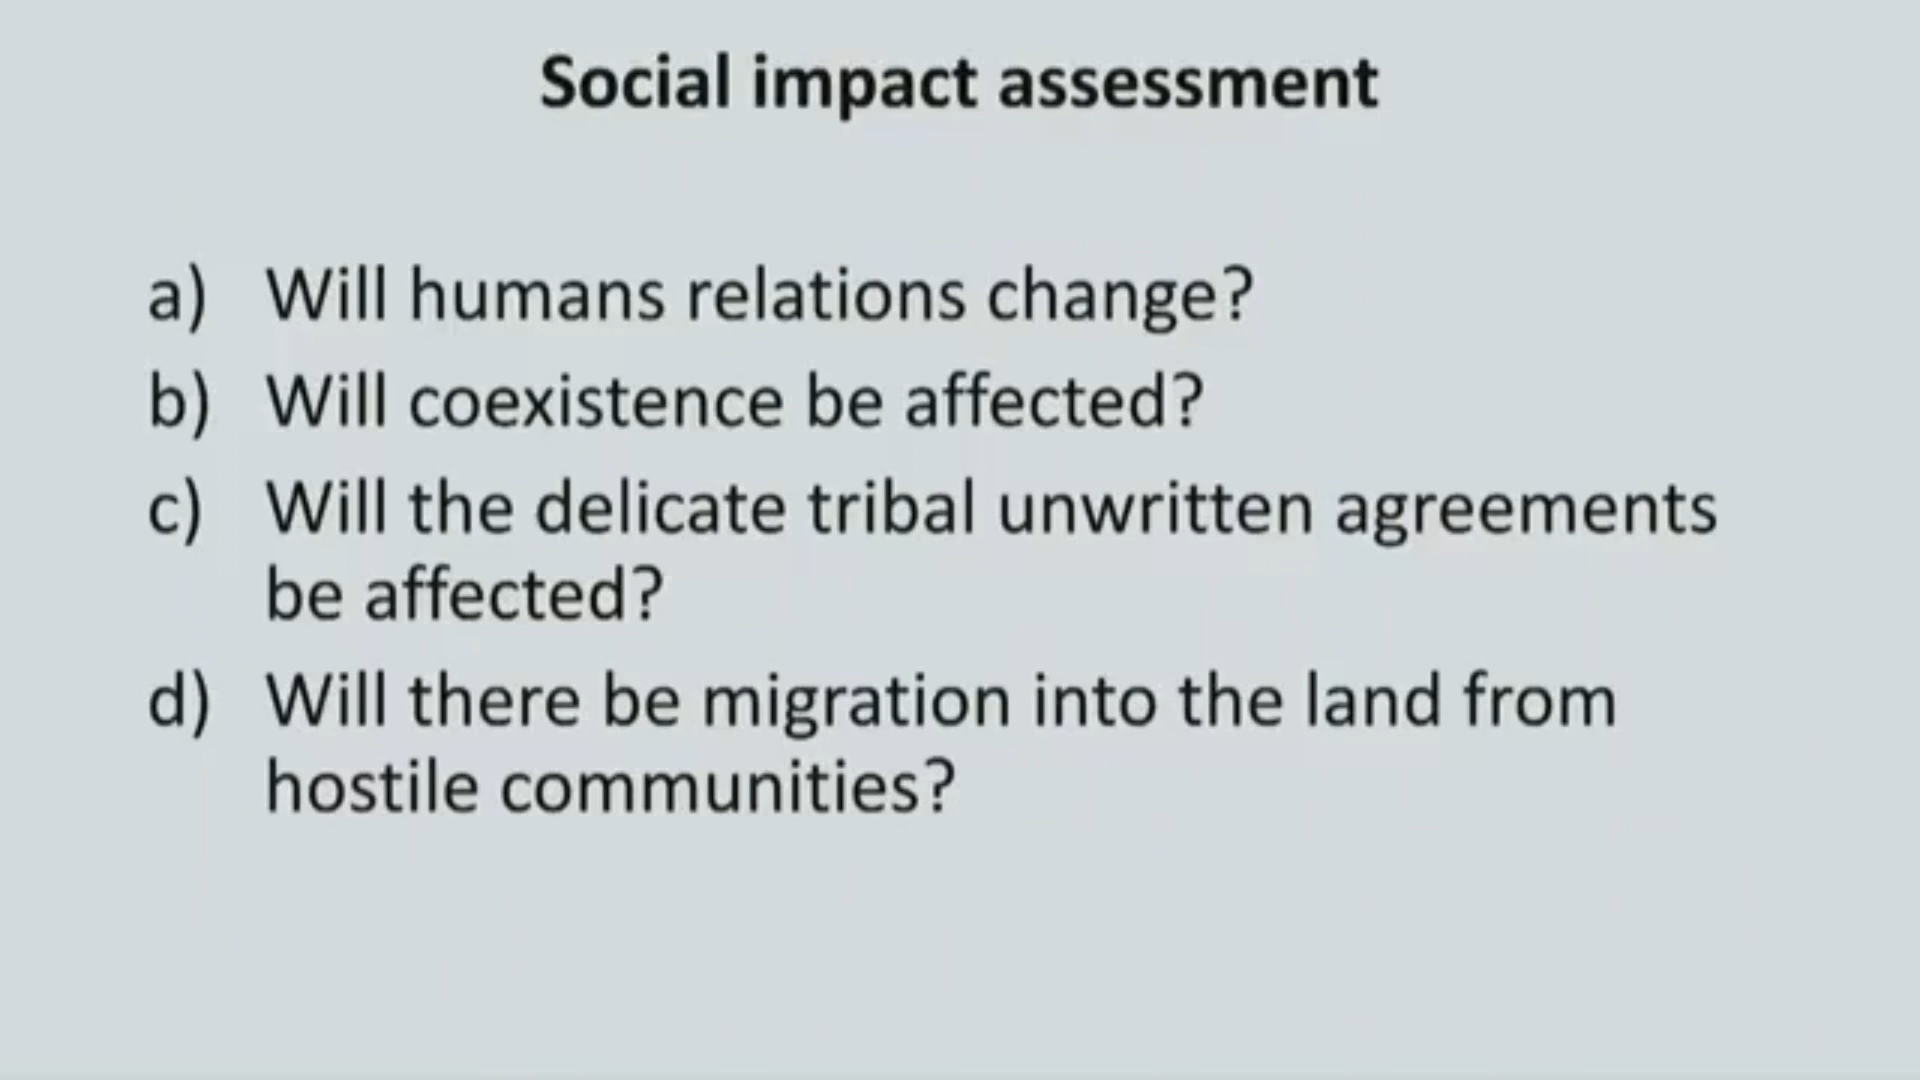 Social impact assessment
a) Will humans relations change?
b) Will coexistence be affected?
c) Will the delicate tribal unwritten agreements
be affected?
d) Will there be migration into the land from
hostile communities?